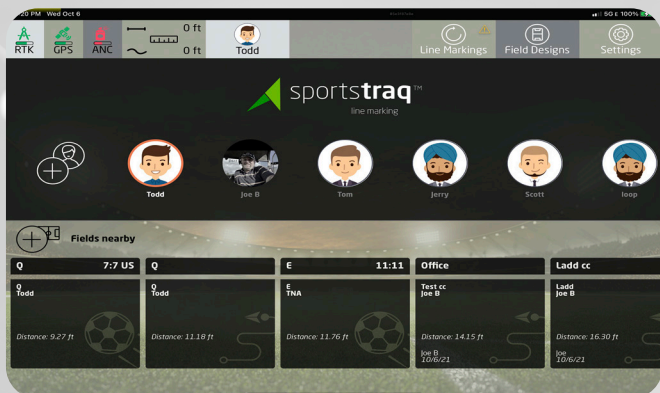 :20 PM Wed Oct 6
5G E 100%
RTK GPS ANC
0 ft
0 ft
Todd
Line Markings
Field Designs
Settings
sportstraq™
line marking
Todd
Joe B
Tom
Jerry
Scott
loop
Fields nearby
Q 7:7 US
Q
E 11:11
Office
Ladd cc
Q
Todd
Distance: 9.27 ft
Q
Todd
Distance: 11.18 ft
E
TNA
Distance: 11.76 ft
Test cc
Joe B
Distance: 14.15 ft
Joe B
10/6/21
Ladd
Joe B
Distance: 16.30 ft
Joe
10/6/21